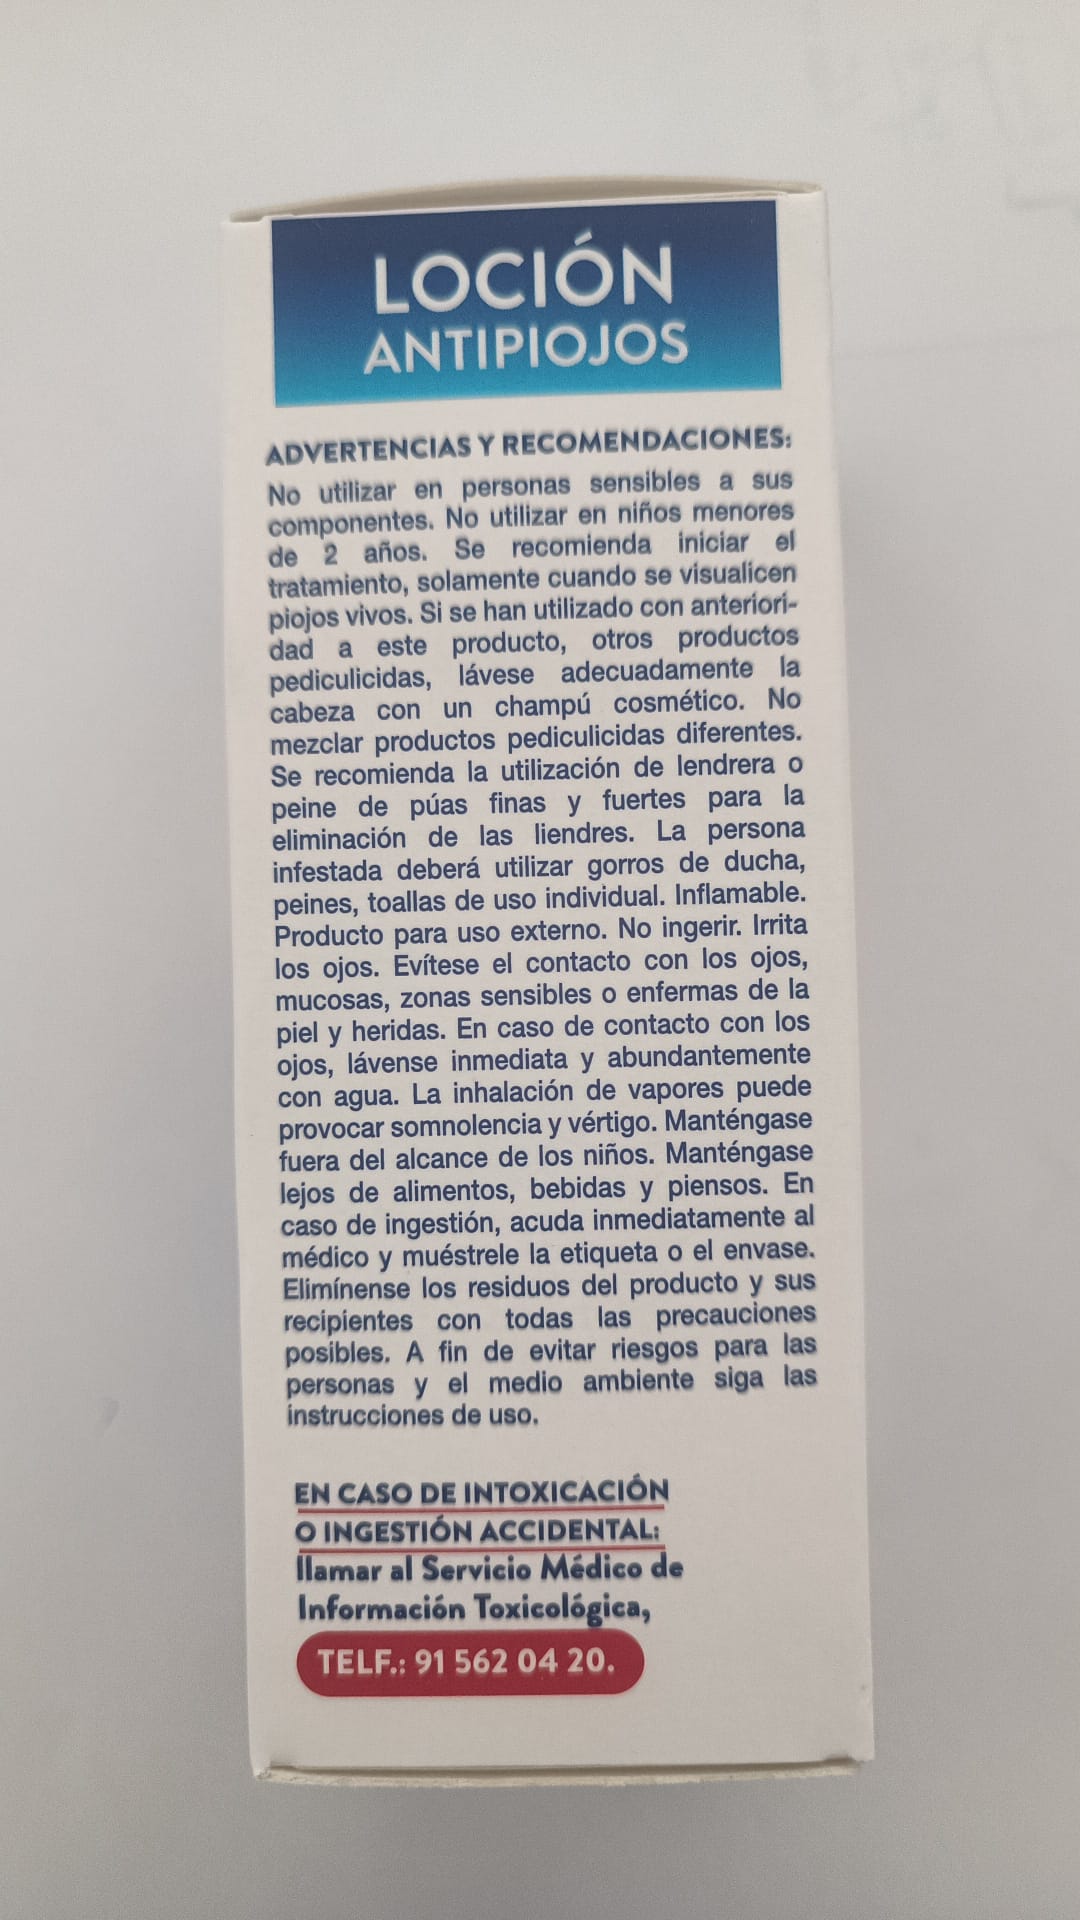 LOCIÓN
ANTIPIOJOS
ADVERTENCIAS Y RECOMENDACIONES:
No utilizar en personas sensibles a sus
componentes. No utilizar en niños menores
de 2 años. Se recomienda iniciar el
tratamiento, solamente cuando se visualicen
piojos vivos. Si se han utilizado con anteriori-
dad a este producto, otros productos
pediculicidas, lávese adecuadamente la
cabeza con un champú cosmético. No
mezclar productos pediculicidas diferentes.
Se recomienda la utilización de lendrera o
peine de púas finas y fuertes para la
eliminación de las liendres. La persona
infestada deberá utilizar gorros de ducha,
peines, toallas de uso individual. Inflamable.
Producto para uso externo. No ingerir. Irrita
los ojos. Evítese el contacto con los ojos,
mucosas, zonas sensibles o enfermas de la
piel y heridas. En caso de contacto con los
ojos, lávense inmediata y abundantemente
con agua. La inhalación de vapores puede
provocar somnolencia y vértigo. Manténgase
fuera del alcance de los niños. Manténgase
lejos de alimentos, bebidas y piensos. En
caso de ingestión, acuda inmediatamente al
médico y muéstrele la etiqueta o el envase.
Elimínense los residuos del producto y sus
recipientes con todas las precauciones
posibles. A fin de evitar riesgos para las
personas y el medio ambiente siga las
instrucciones de uso.
EN CASO DE INTOXICACIÓN
O INGESTIÓN ACCIDENTAL:
llamar al Servicio Médico de
Información Toxicológica,
TELF.: 91 562 04 20.